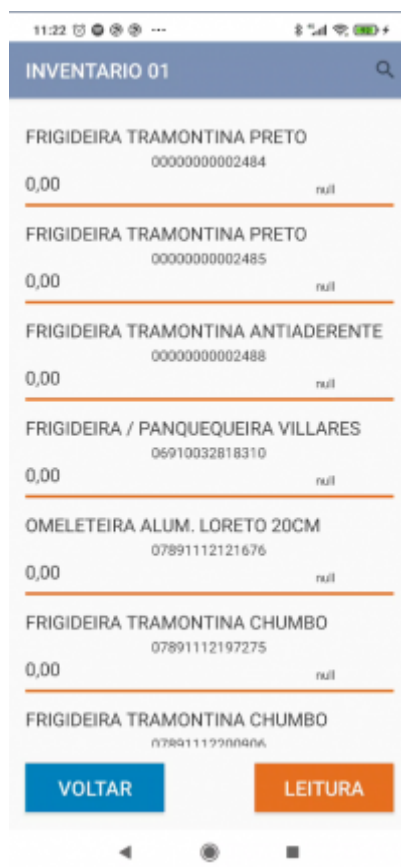 11:22
INVENTARIO 01
FRIGIDEIRA TRAMONTINA PRETO
00000000002484
0,00 null
FRIGIDEIRA TRAMONTINA PRETO
00000000002485
0,00 null
FRIGIDEIRA TRAMONTINA ANTIADERENTE
00000000002488
0,00 null
FRIGIDEIRA / PANQUEQUEIRA VILLARES
06910032818310
0,00 null
OMELETEIRA ALUM. LORETO 20CM
07891112121676
0,00 null
FRIGIDEIRA TRAMONTINA CHUMBO
07891112197275
0,00 null
FRIGIDEIRA TRAMONTINA CHUMBO
07891112200906
VOLTAR LEITURA